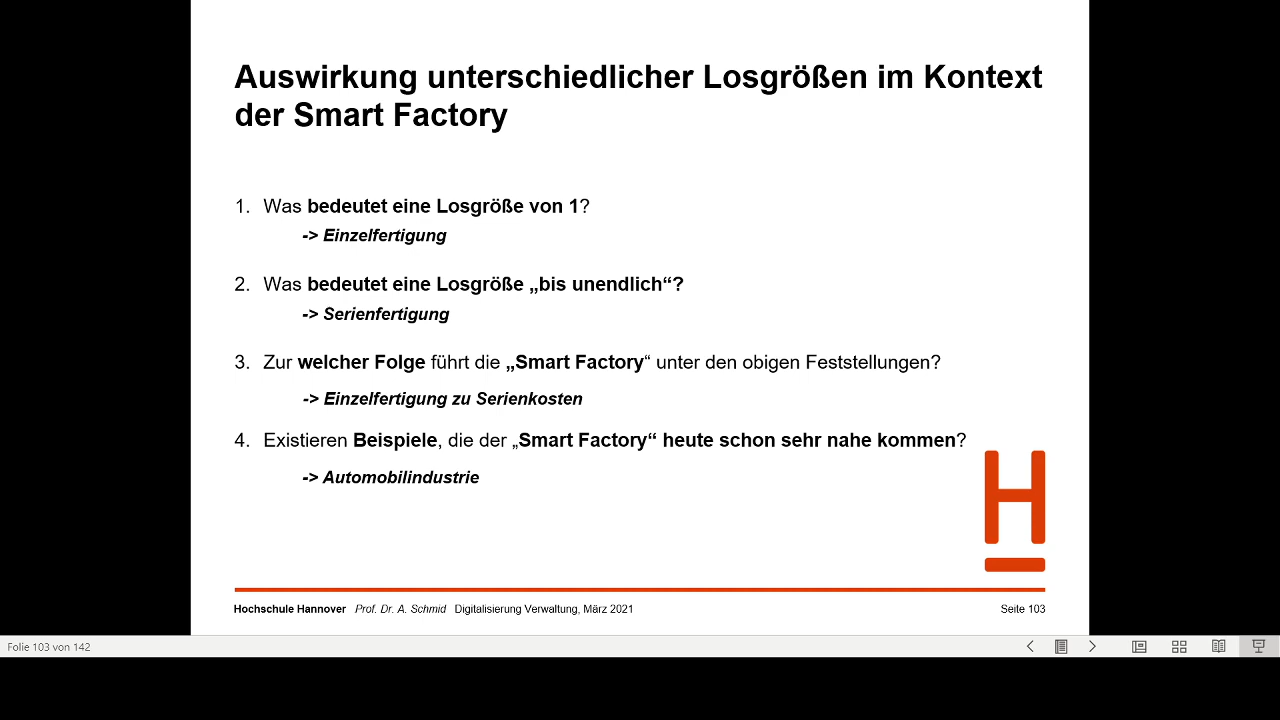 Auswirkung unterschiedlicher Losgrößen im Kontext
der Smart Factory
1. Was bedeutet eine Losgröße von 1?
-> Einzelfertigung
2. Was bedeutet eine Losgröße „bis unendlich“?
-> Serienfertigung
3. Zur welcher Folge führt die „Smart Factory“ unter den obigen Feststellungen?
-> Einzelfertigung zu Serienkosten
4. Existieren Beispiele, die der „Smart Factory“ heute schon sehr nahe kommen?
-> Automobilindustrie
H
Hochschule Hannover Prof. Dr. A. Schmid Digitalisierung Verwaltung, März 2021 Seite 103
Folie 103 von 142